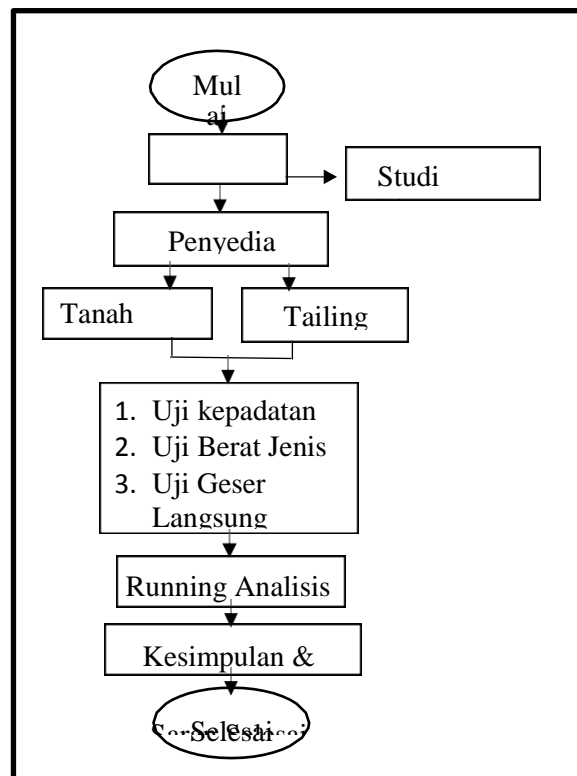 Mul
ai
Studi
Penyedia
Tanah
Tailing
1. Uji kepadatan
2. Uji Berat Jenis
3. Uji Geser
Langsung
Running Analisis
Kesimpulan &
Selesai